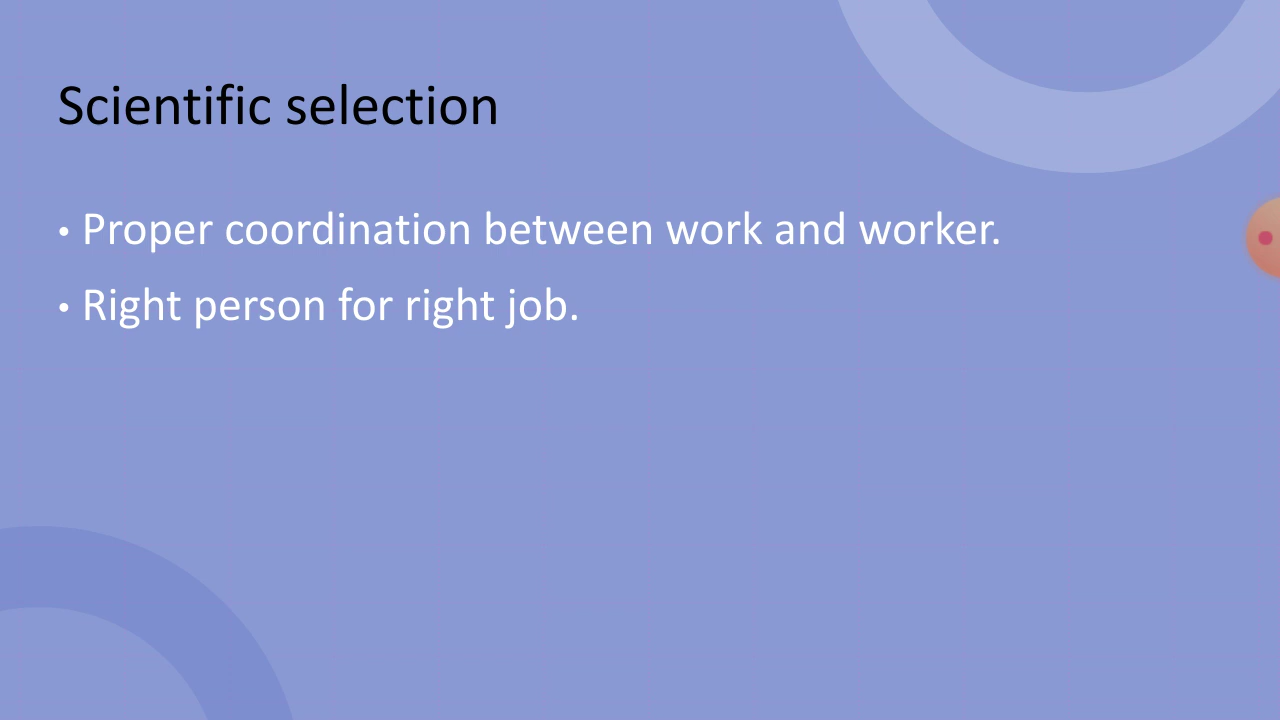 Scientific selection
• Proper coordination between work and worker.
• Right person for right job.